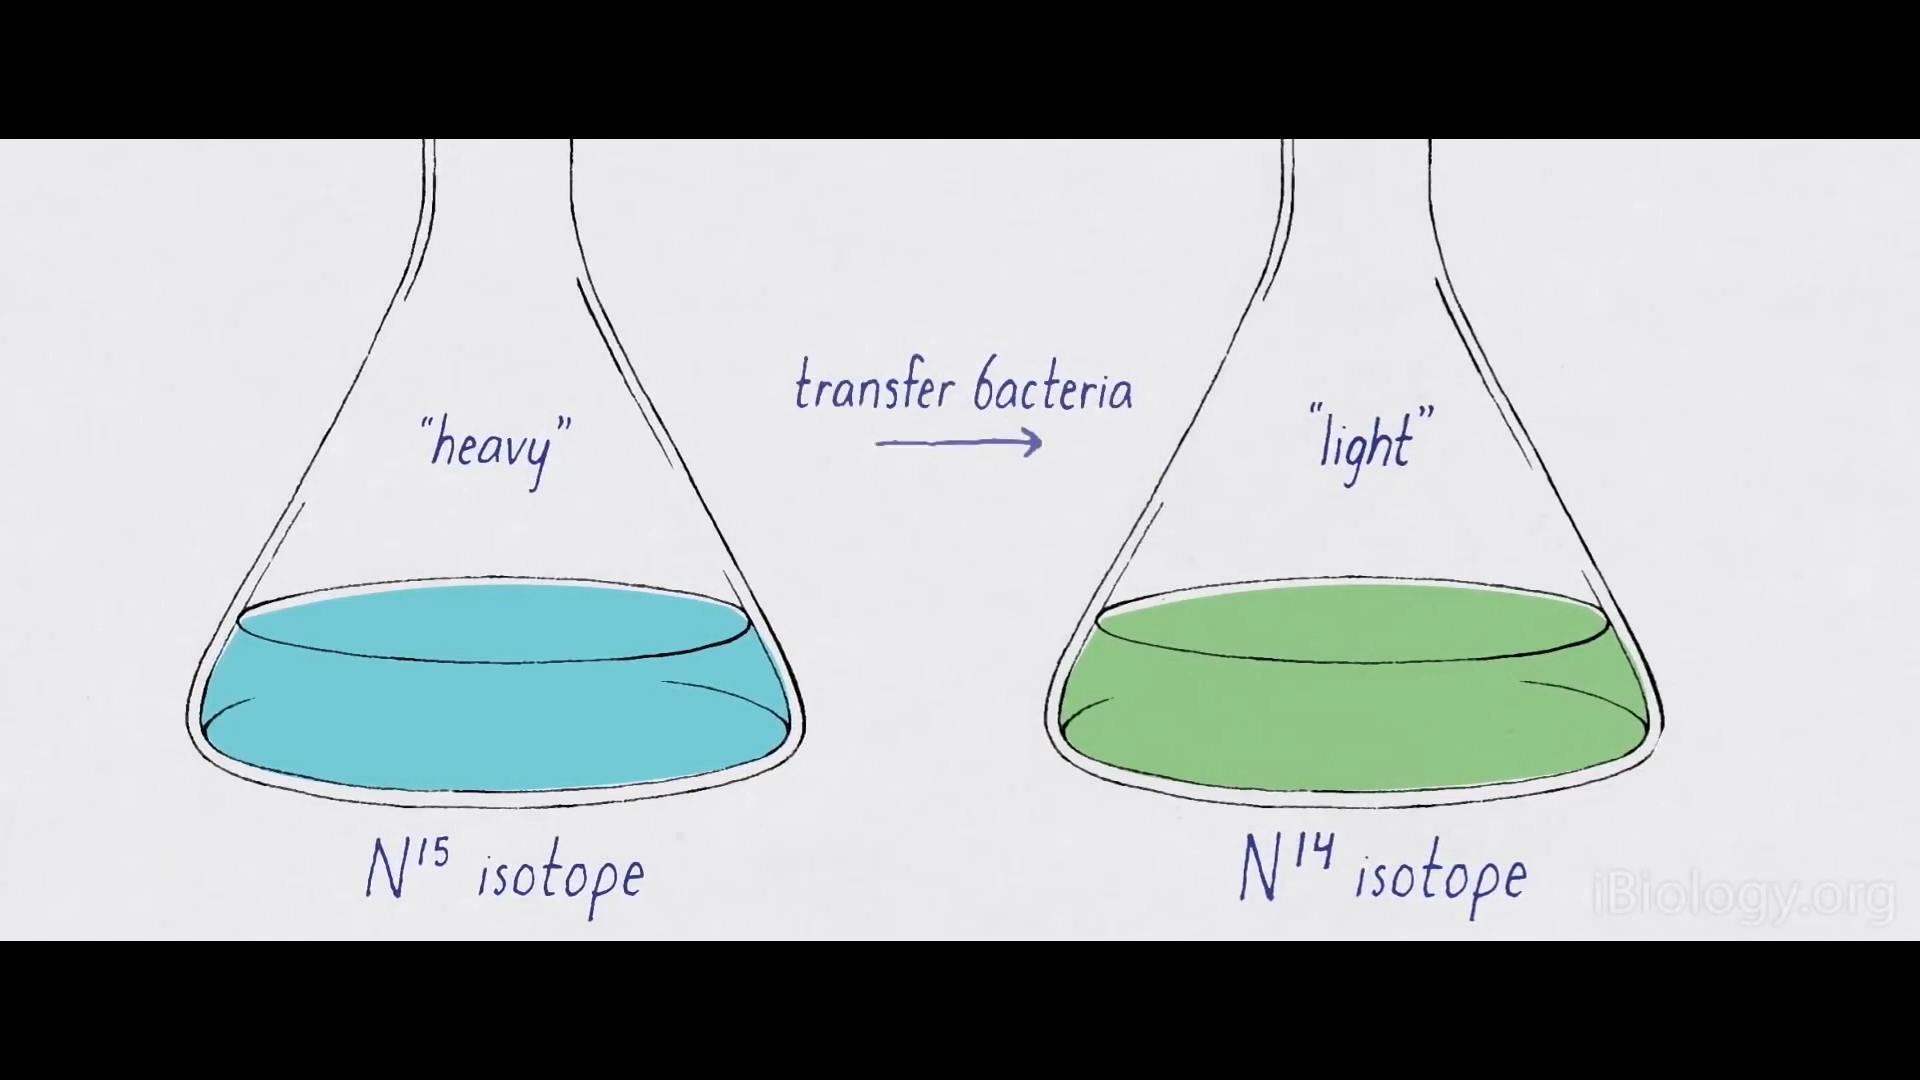 transfer bacteria
“heavy”
“light”
N¹⁵ isotope
N¹⁴ isotope
iBiology.org